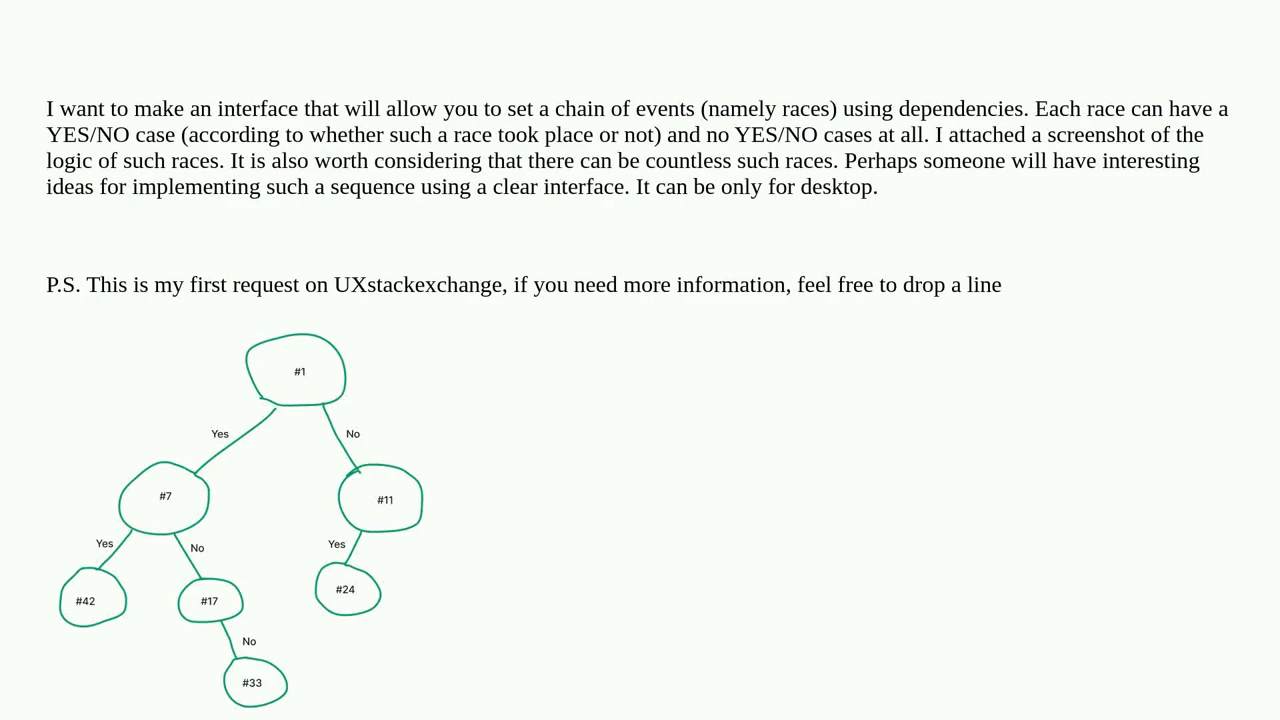 I want to make an interface that will allow you to set a chain of events (namely races) using dependencies. Each race can have a
YES/NO case (according to whether such a race took place or not) and no YES/NO cases at all. I attached a screenshot of the
logic of such races. It is also worth considering that there can be countless such races. Perhaps someone will have interesting
ideas for implementing such a sequence using a clear interface. It can be only for desktop.
P.S. This is my first request on UXstackexchange, if you need more information, feel free to drop a line
#1
Yes
No
#7
#11
Yes
No
Yes
#42
#17
#24
No
#33